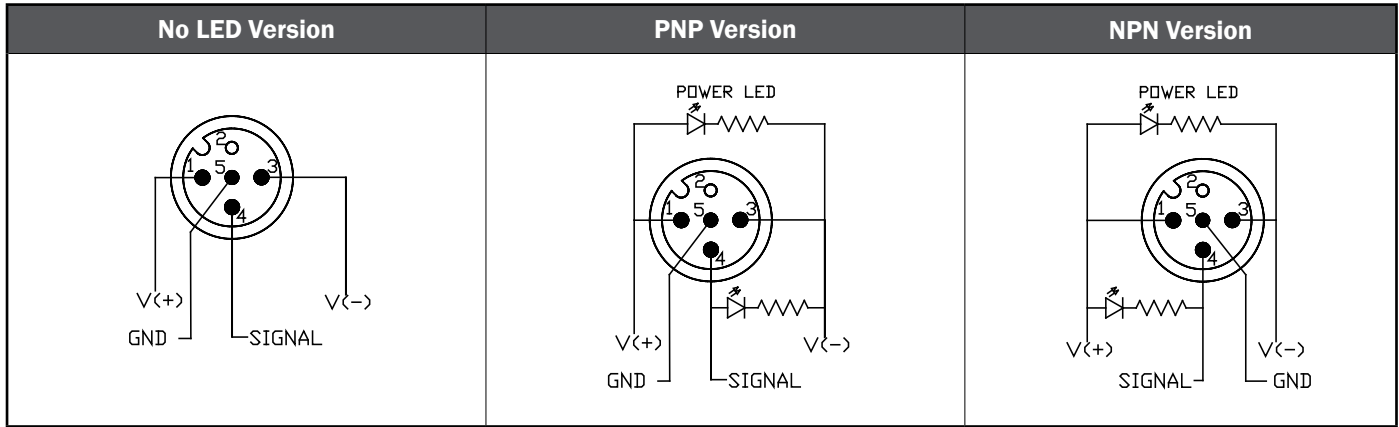 No LED Version
PNP Version
NPN Version
2
1 5 3
4
V(+)
V(-)
GND
SIGNAL
POWER LED
2
1 5 3
4
V(+)
V(-)
GND
SIGNAL
POWER LED
2
1 5 3
4
V(+)
V(-)
SIGNAL
GND